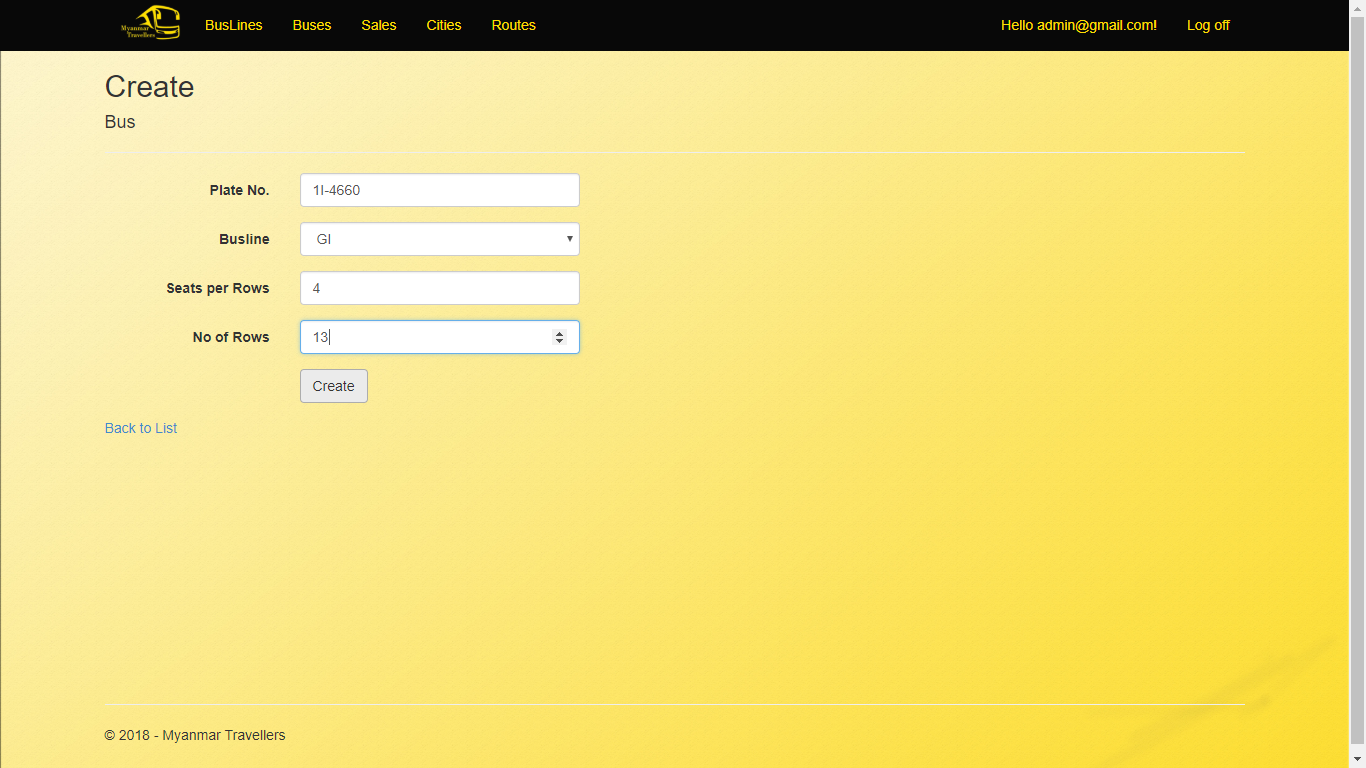 Myanmar
Travellers
BusLines Buses Sales Cities Routes Hello admin@gmail.com! Log off
Create
Bus
Plate No. 1I-4660
Busline GI
Seats per Rows 4
No of Rows 13
Create
Back to List
© 2018 - Myanmar Travellers